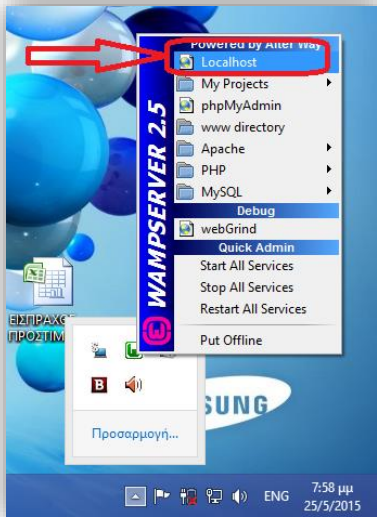 Powered by Alter Way
Localhost
My Projects
phpMyAdmin
www directory
Apache
PHP
MySQL
Debug
webGrind
Quick Admin
Start All Services
Stop All Services
Restart All Services
Put Offline
WAMPSERVER 2.5
ΕΙΣΠΡΑΧΘ
ΠΡΟΣΤΙΜ
SUNG
Προσαρμογή...
ENG
7:58 μμ
25/5/2015